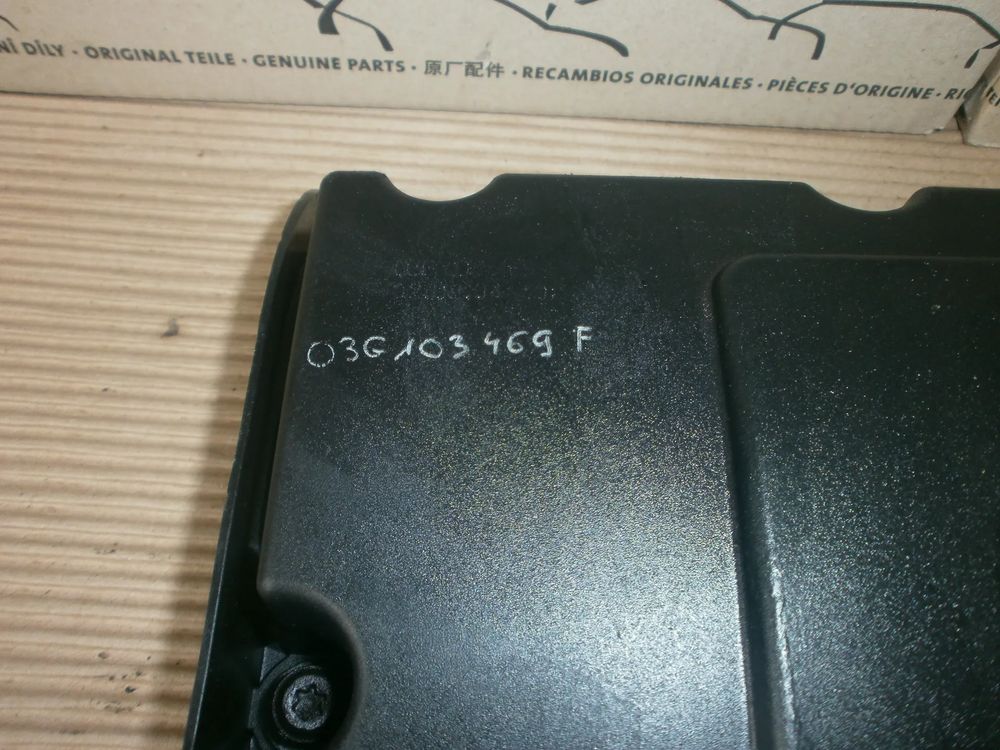 NÍ DÍLY · ORIGINAL TEILE · GENUINE PARTS · 原厂配件 · RECAMBIOS ORIGINALES · PIÈCES D'ORIGINE ·
03G103469 F